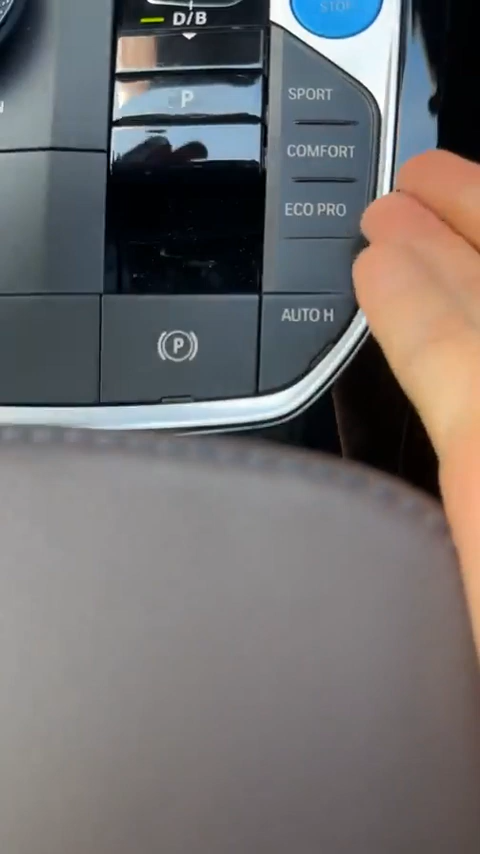 STOP
D/B
SPORT
P
COMFORT
ECO PRO
AUTO H
P